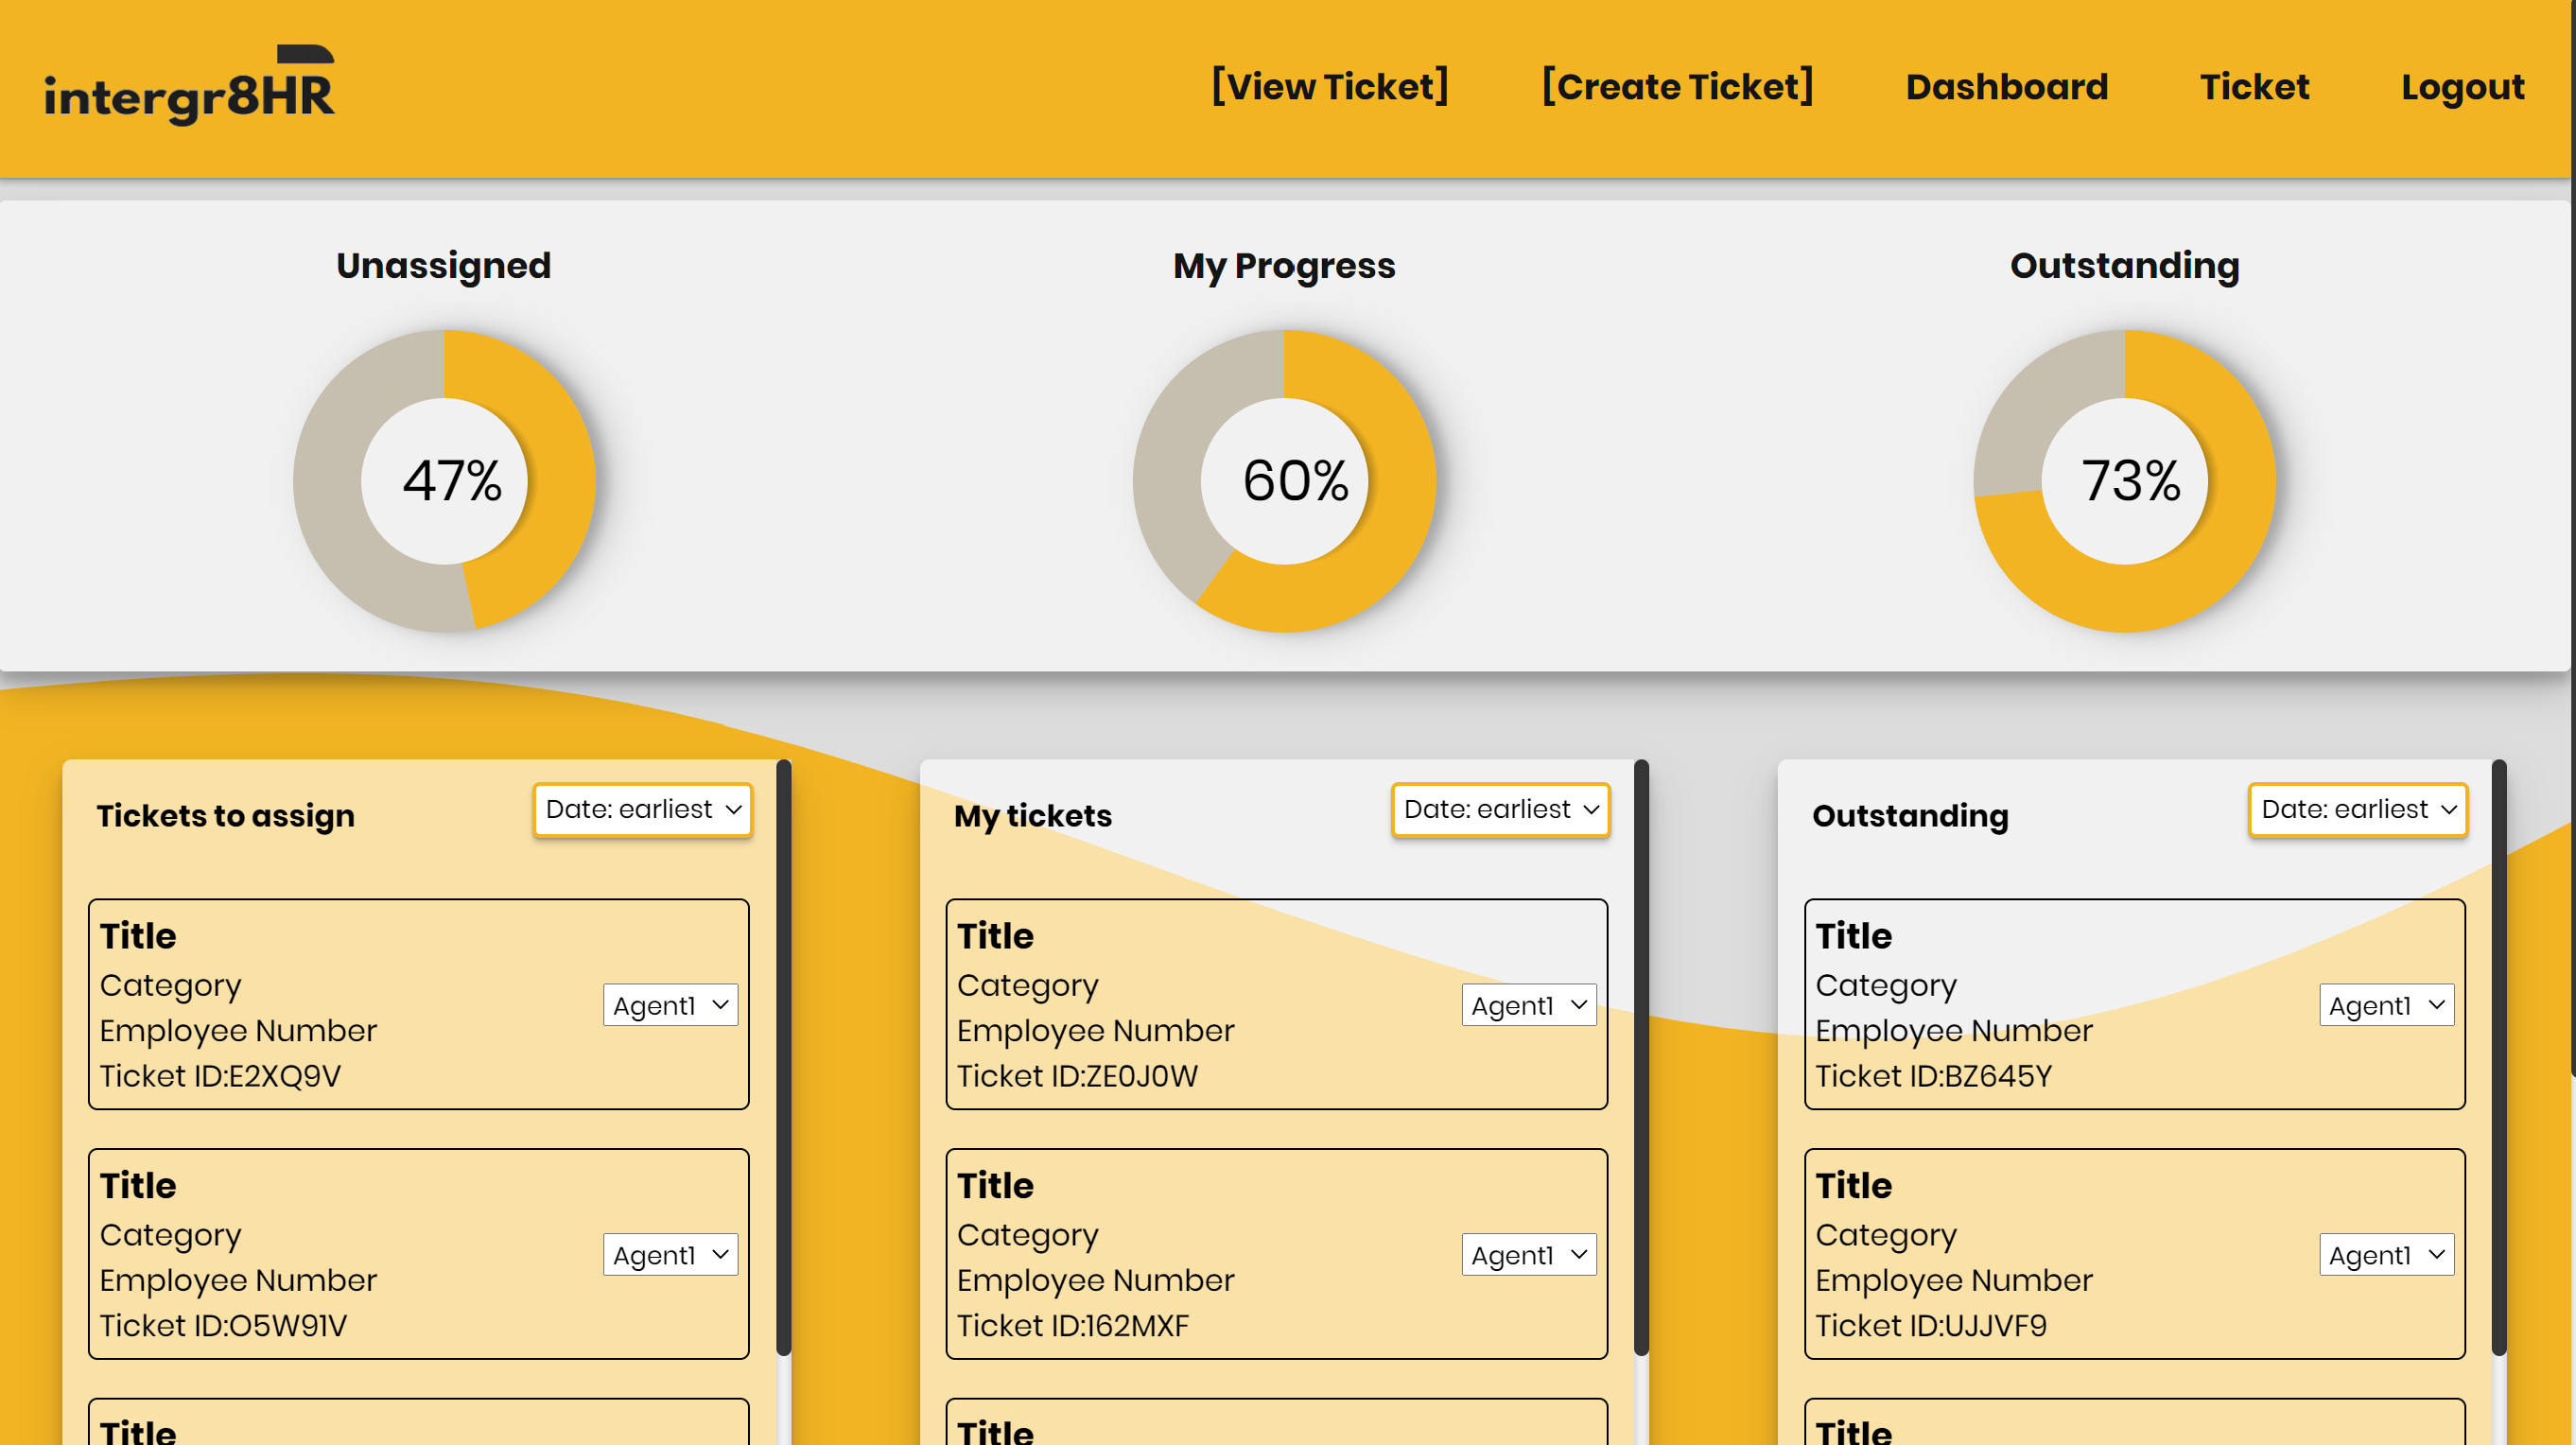 intergr8HR
[View Ticket] [Create Ticket] Dashboard Ticket Logout
Unassigned
47%
My Progress
60%
Outstanding
73%
Tickets to assign Date: earliest
Title
Category
Employee Number
Ticket ID:E2XQ9V
Agent1
Title
Category
Employee Number
Ticket ID:O5W91V
Agent1
Title
My tickets Date: earliest
Title
Category
Employee Number
Ticket ID:ZE0J0W
Agent1
Title
Category
Employee Number
Ticket ID:162MXF
Agent1
Title
Outstanding Date: earliest
Title
Category
Employee Number
Ticket ID:BZ645Y
Agent1
Title
Category
Employee Number
Ticket ID:UJJVF9
Agent1
Title